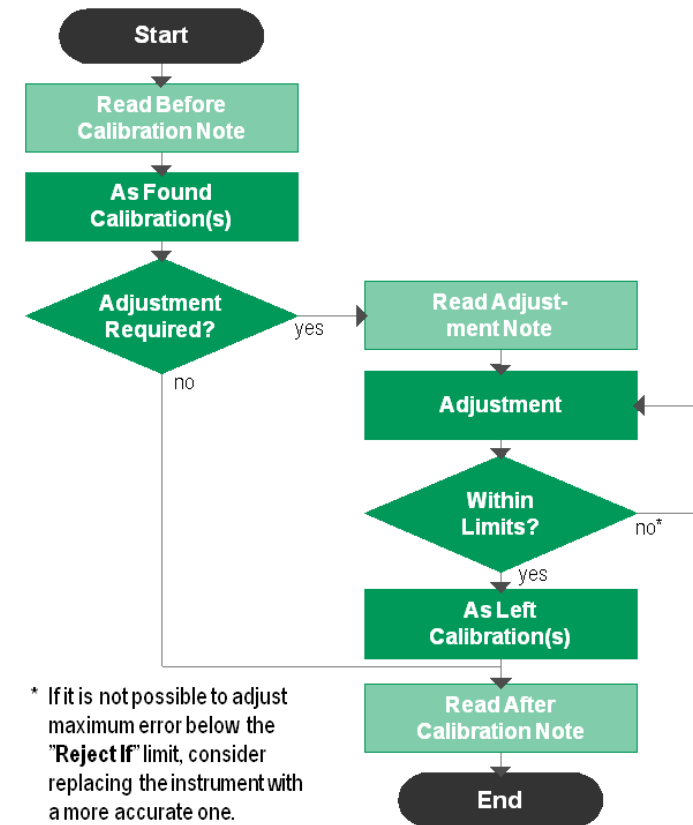 Start
Read Before
Calibration Note
As Found
Calibration(s)
Adjustment
Required?
yes
no
Read Adjust-
ment Note
Adjustment
Within
Limits?
no*
yes
As Left
Calibration(s)
Read After
Calibration Note
End
* If it is not possible to adjust
maximum error below the
"Reject If" limit, consider
replacing the instrument with
a more accurate one.